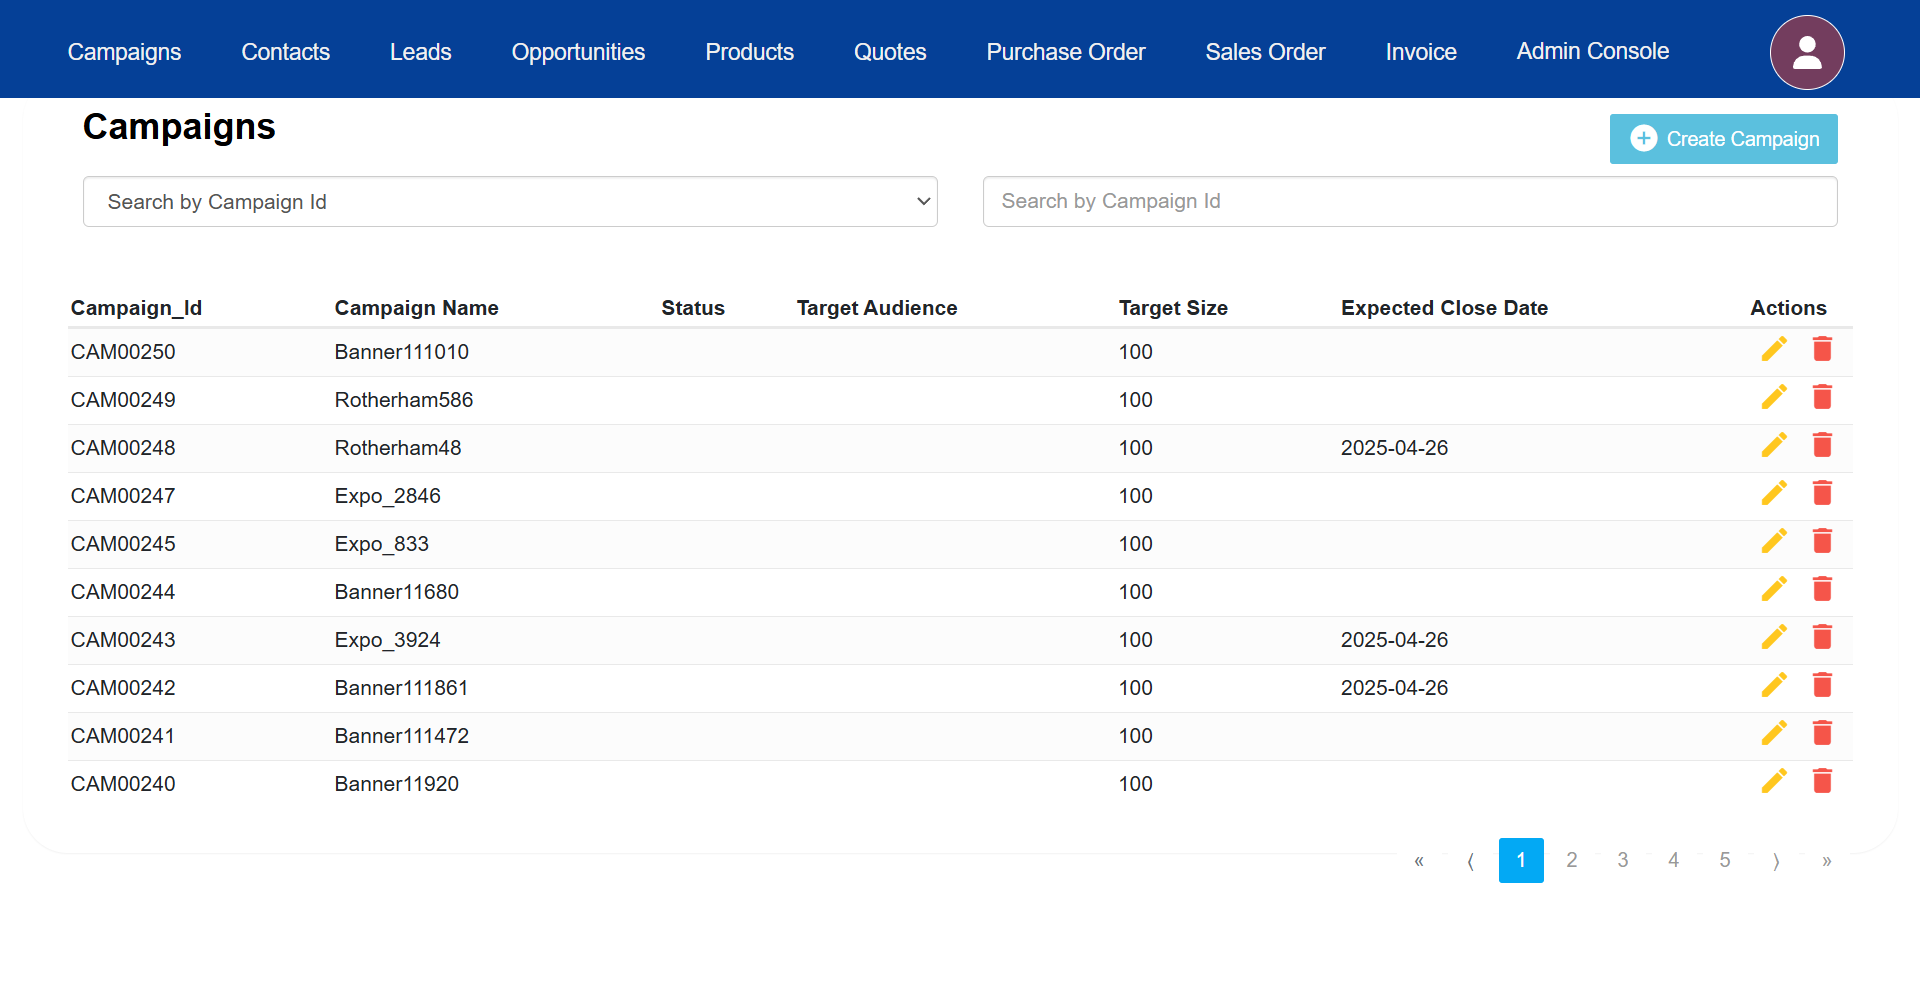 Campaigns Contacts Leads Opportunities Products Quotes Purchase Order Sales Order Invoice Admin Console
Campaigns
Create Campaign
Search by Campaign Id Search by Campaign Id
Campaign_Id Campaign Name Status Target Audience Target Size Expected Close Date Actions
CAM00250 Banner111010 100
CAM00249 Rotherham586 100
CAM00248 Rotherham48 100 2025-04-26
CAM00247 Expo_2846 100
CAM00245 Expo_833 100
CAM00244 Banner11680 100
CAM00243 Expo_3924 100 2025-04-26
CAM00242 Banner111861 100 2025-04-26
CAM00241 Banner111472 100
CAM00240 Banner11920 100
« ⟨ 1 2 3 4 5 ⟩ »